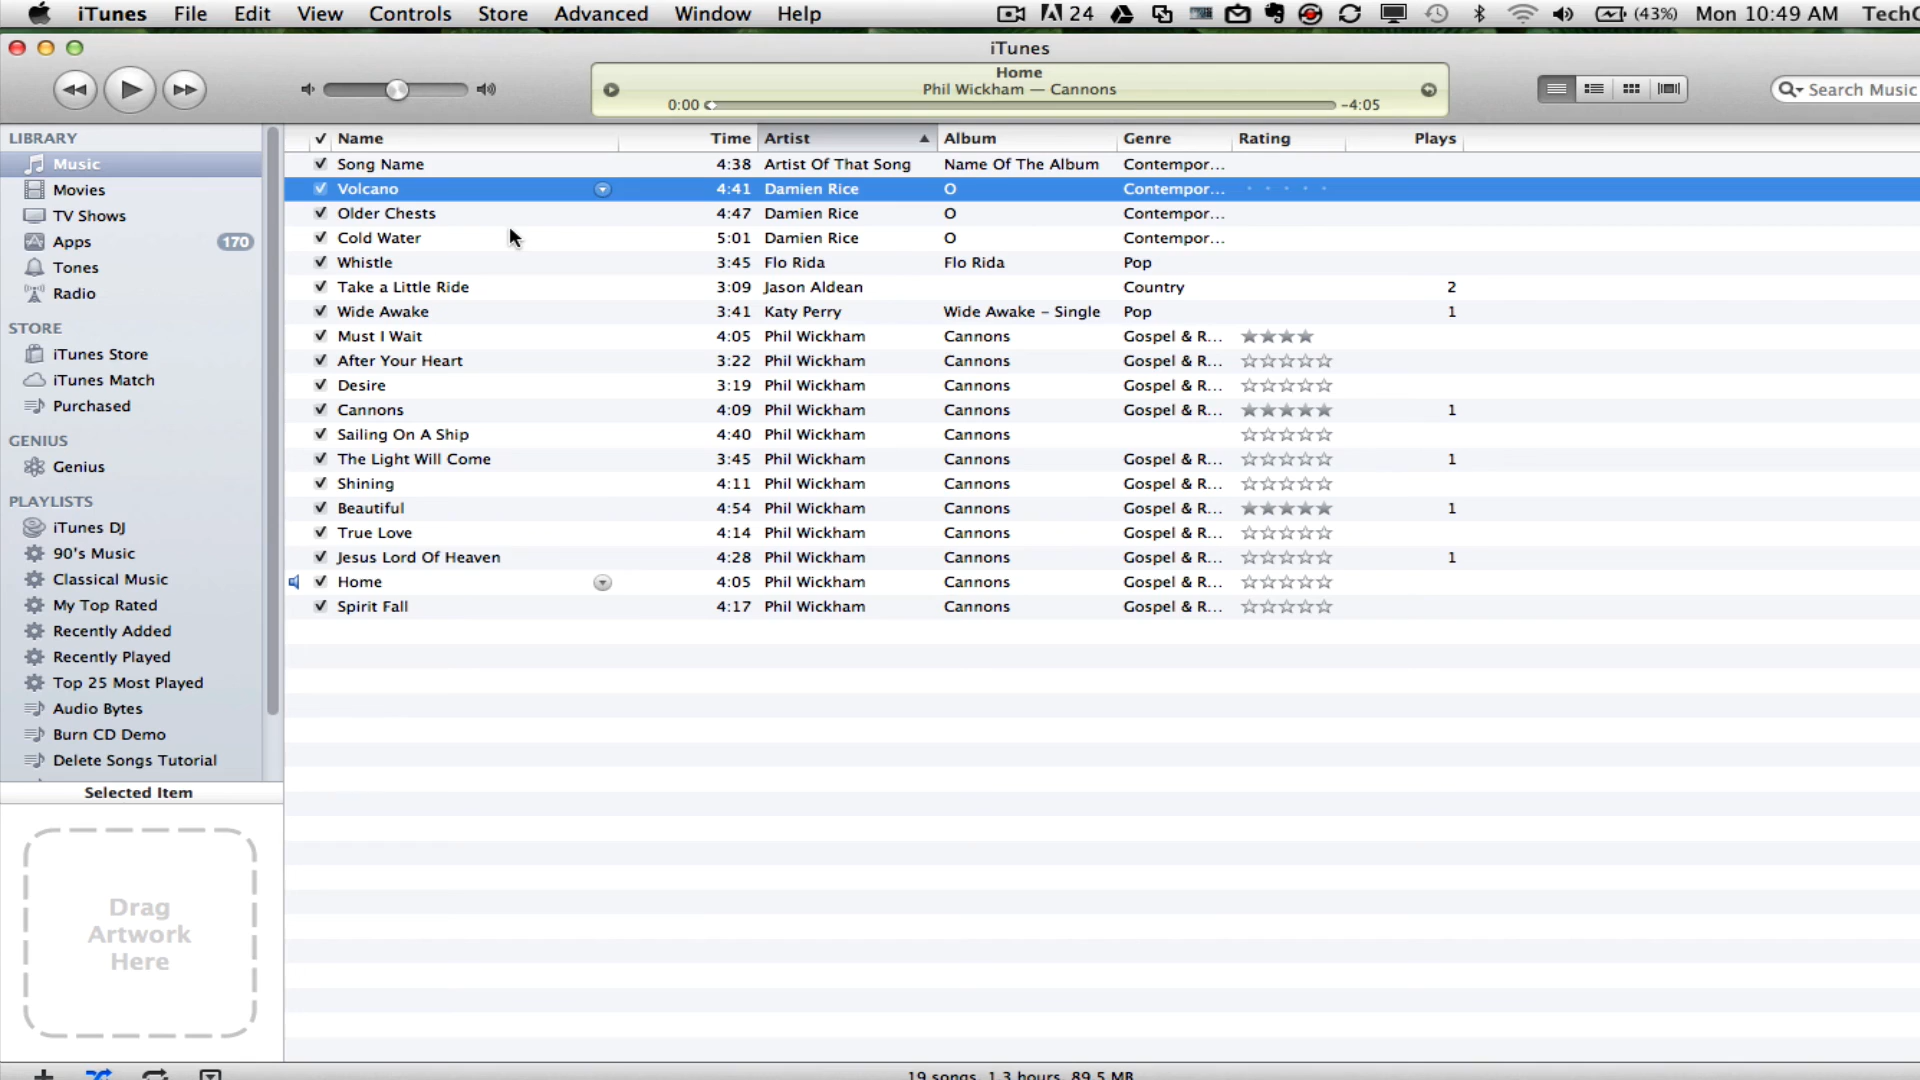 iTunes File Edit View Controls Store Advanced Window Help 24 (43%) Mon 10:49 AM
iTunes
Home
Phil Wickham — Cannons
0:00 -4:05
Search Music
LIBRARY
Music
Movies
TV Shows
Apps 170
Tones
Radio
STORE
iTunes Store
iTunes Match
Purchased
GENIUS
Genius
PLAYLISTS
iTunes DJ
90's Music
Classical Music
My Top Rated
Recently Added
Recently Played
Top 25 Most Played
Audio Bytes
Burn CD Demo
Delete Songs Tutorial
Selected Item
Drag
Artwork
Here
Name Time Artist Album Genre Rating Plays
Song Name 4:38 Artist Of That Song Name Of The Album Contempor...
Volcano 4:41 Damien Rice O Contempor...
Older Chests 4:47 Damien Rice O Contempor...
Cold Water 5:01 Damien Rice O Contempor...
Whistle 3:45 Flo Rida Flo Rida Pop
Take a Little Ride 3:09 Jason Aldean Country 2
Wide Awake 3:41 Katy Perry Wide Awake – Single Pop 1
Must I Wait 4:05 Phil Wickham Cannons Gospel & R...
After Your Heart 3:22 Phil Wickham Cannons Gospel & R...
Desire 3:19 Phil Wickham Cannons Gospel & R...
Cannons 4:09 Phil Wickham Cannons Gospel & R... 1
Sailing On A Ship 4:40 Phil Wickham Cannons
The Light Will Come 3:45 Phil Wickham Cannons Gospel & R... 1
Shining 4:11 Phil Wickham Cannons Gospel & R...
Beautiful 4:54 Phil Wickham Cannons Gospel & R... 1
True Love 4:14 Phil Wickham Cannons Gospel & R...
Jesus Lord Of Heaven 4:28 Phil Wickham Cannons Gospel & R... 1
Home 4:05 Phil Wickham Cannons Gospel & R...
Spirit Fall 4:17 Phil Wickham Cannons Gospel & R...
19 songs, 1.3 hours, 89.5 MB